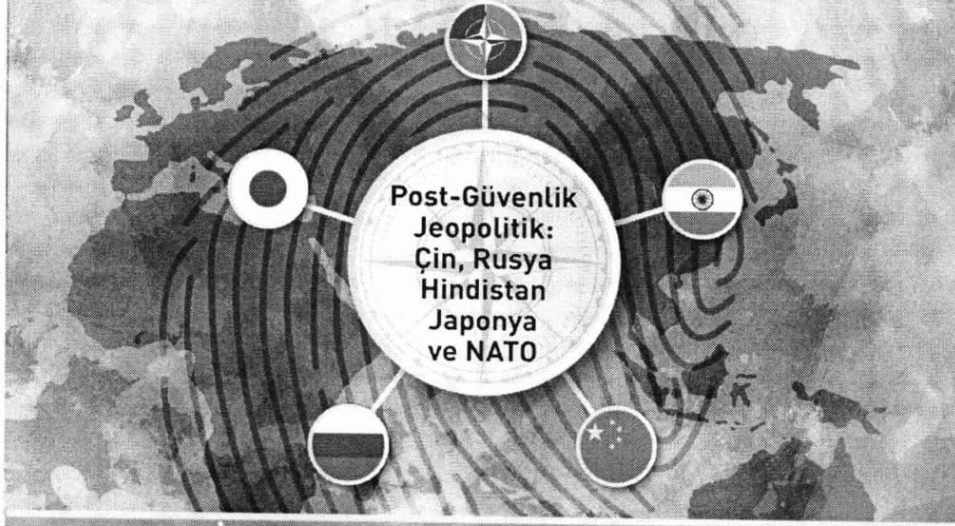 Post-Güvenlik
Jeopolitik:
Çin, Rusya
Hindistan
Japonya
ve NATO